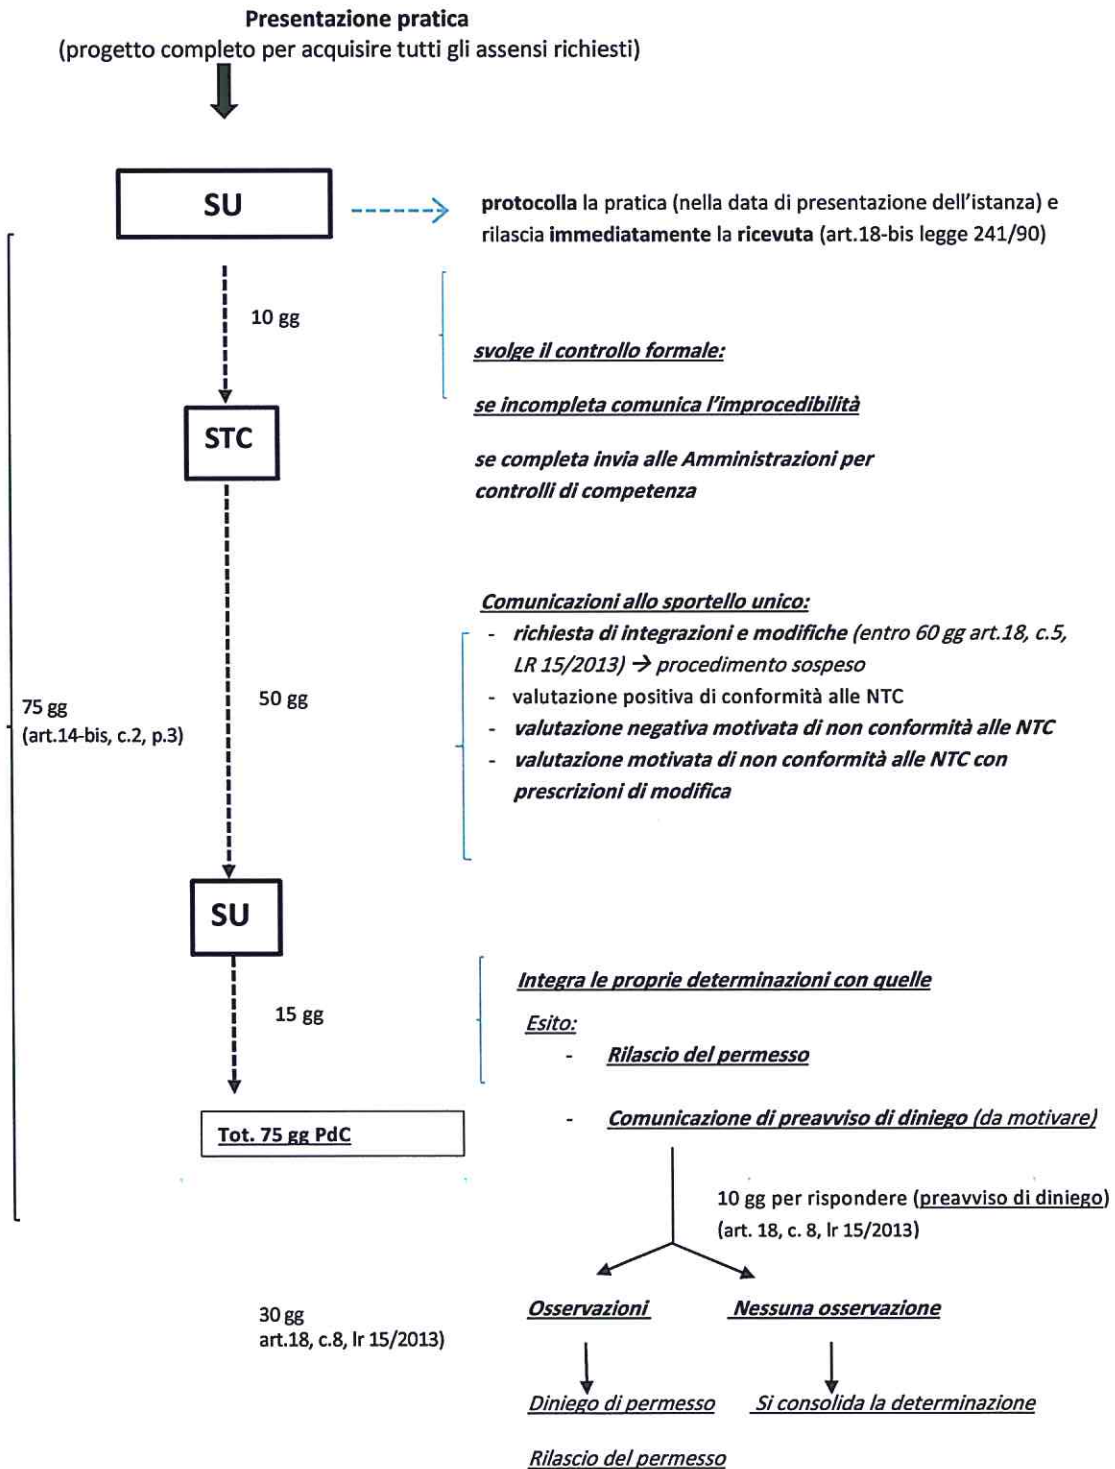 Presentazione pratica
(progetto completo per acquisire tutti gli assensi richiesti)
SU
protocolla la pratica (nella data di presentazione dell'istanza) e
rilascia immediatamente la ricevuta (art.18-bis legge 241/90)
10 gg
svolge il controllo formale:
se incompleta comunica l'improcedibilità
STC
se completa invia alle Amministrazioni per
controlli di competenza
Comunicazioni allo sportello unico:
- richiesta di integrazioni e modifiche (entro 60 gg art.18, c.5,
LR 15/2013) → procedimento sospeso
- valutazione positiva di conformità alle NTC
- valutazione negativa motivata di non conformità alle NTC
- valutazione motivata di non conformità alle NTC con
prescrizioni di modifica
50 gg
75 gg
(art.14-bis, c.2, p.3)
SU
Integra le proprie determinazioni con quelle
15 gg
Esito:
- Rilascio del permesso
- Comunicazione di preavviso di diniego (da motivare)
Tot. 75 gg PdC
10 gg per rispondere (preavviso di diniego)
(art. 18, c. 8, lr 15/2013)
30 gg
art.18, c.8, lr 15/2013)
Osservazioni
Nessuna osservazione
Diniego di permesso
Si consolida la determinazione
Rilascio del permesso